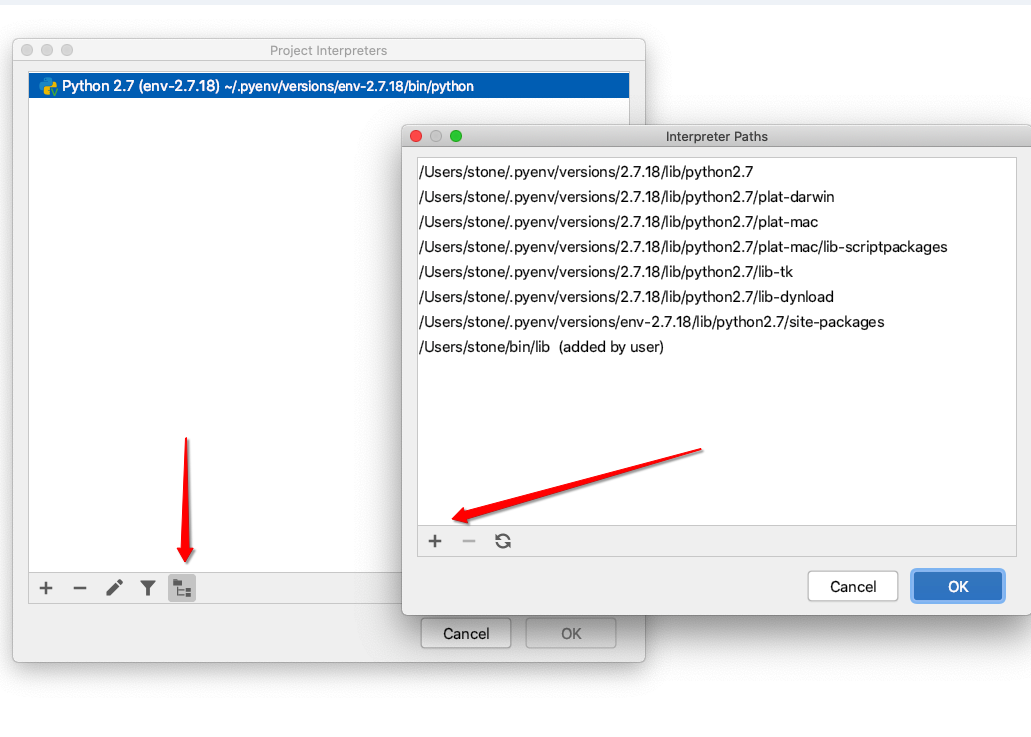 Project Interpreters
Python 2.7 (env-2.7.18) ~/.pyenv/versions/env-2.7.18/bin/python
Cancel
OK
Interpreter Paths
/Users/stone/.pyenv/versions/2.7.18/lib/python2.7
/Users/stone/.pyenv/versions/2.7.18/lib/python2.7/plat-darwin
/Users/stone/.pyenv/versions/2.7.18/lib/python2.7/plat-mac
/Users/stone/.pyenv/versions/2.7.18/lib/python2.7/plat-mac/lib-scriptpackages
/Users/stone/.pyenv/versions/2.7.18/lib/python2.7/lib-tk
/Users/stone/.pyenv/versions/2.7.18/lib/python2.7/lib-dynload
/Users/stone/.pyenv/versions/env-2.7.18/lib/python2.7/site-packages
/Users/stone/bin/lib (added by user)
Cancel
OK